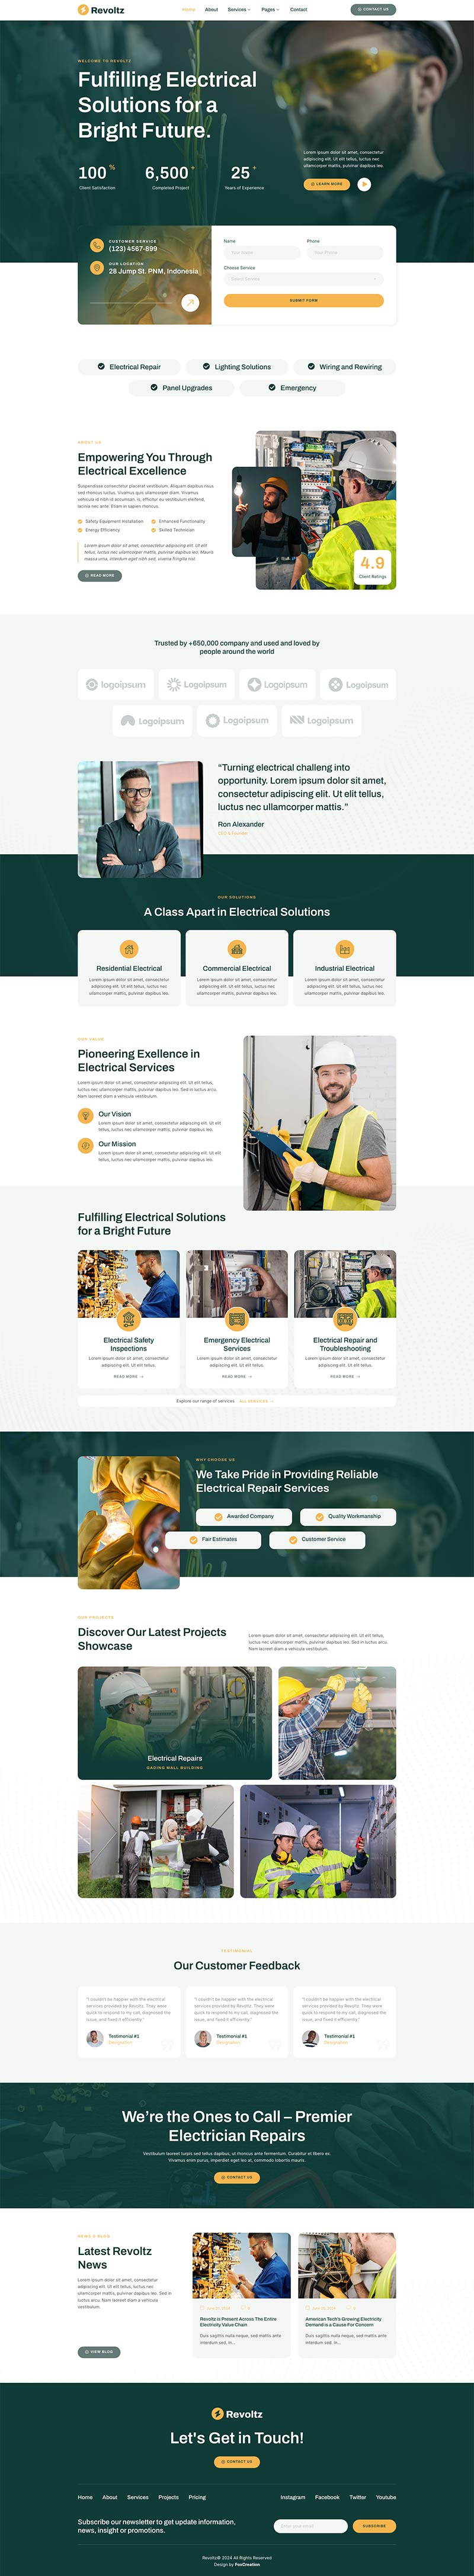 Revoltz
Home About Services Pages Contact
CONTACT US
WELCOME TO REVOLTZ
Fulfilling Electrical
Solutions for a
Bright Future.
Lorem ipsum dolor sit amet, consectetur
adipiscing elit. Ut elit tellus, luctus nec
ullamcorper mattis, pulvinar dapibus leo.
LEARN MORE
100 % 6,500 + 25 +
Client Satisfaction Completed Project Years of Experience
CUSTOMER SERVICE
(123) 4567-899
OUR LOCATION
28 Jump St. PNM, Indonesia
Name Phone
Your Name Your Phone
Choose Service
Select Service
SUBMIT FORM
Electrical Repair Lighting Solutions Wiring and Rewiring
Panel Upgrades Emergency
ABOUT US
Empowering You Through
Electrical Excellence
Suspendisse consectetur placerat vestibulum. Aliquam dapibus risus
sed rhoncus luctus. Vivamus quis ullamcorper diam. Vivamus
vehicula id nibh at accumsan. In, efficitur eu vestibulum eleifend,
lacinia nec ante. Etiam in sapien rhoncus.
Safety Equipment Installation Enhanced Functionality
Energy Efficiency Skilled Technician
Lorem ipsum dolor sit amet, consectetur adipiscing elit. Ut elit
tellus, luctus nec ullamcorper mattis, pulvinar dapibus leo. Mauris
magna urna, interdum eget nibh sed, viverra fringilla nisl.
READ MORE
4.9
Client Ratings
Trusted by +650,000 company and used and loved by
people around the world
logoipsum Logoipsum logoipsum Logoipsum
Logoipsum Logoipsum Logoipsum
“Turning electrical challeng into
opportunity. Lorem ipsum dolor sit amet,
consectetur adipiscing elit. Ut elit tellus,
luctus nec ullamcorper mattis.”
Ron Alexander
CEO & Founder
OUR SOLUTIONS
A Class Apart in Electrical Solutions
Residential Electrical Commercial Electrical Industrial Electrical
Lorem ipsum dolor sit amet, consectetur Lorem ipsum dolor sit amet, consectetur Lorem ipsum dolor sit amet, consectetur
adipiscing elit. Ut elit tellus, luctus nec adipiscing elit. Ut elit tellus, luctus nec adipiscing elit. Ut elit tellus, luctus nec
ullamcorper mattis, pulvinar dapibus leo. ullamcorper mattis, pulvinar dapibus leo. ullamcorper mattis, pulvinar dapibus leo.
OUR VALUE
Pioneering Exellence in
Electrical Services
Lorem ipsum dolor sit amet, consectetur adipiscing elit. Ut elit tellus,
luctus nec ullamcorper mattis, pulvinar dapibus leo. Sed in luctus arcu.
Nam laoreet diam a vehicula vestibulum.
Our Vision
Lorem ipsum dolor sit amet, consectetur adipiscing elit. Ut elit
tellus, luctus nec ullamcorper mattis, pulvinar dapibus leo.
Our Mission
Lorem ipsum dolor sit amet, consectetur adipiscing elit. Ut elit
tellus, luctus nec ullamcorper mattis, pulvinar dapibus leo.
Fulfilling Electrical Solutions
for a Bright Future
Electrical Safety Emergency Electrical Electrical Repair and
Inspections Services Troubleshooting
Lorem ipsum dolor sit amet, consectetur Lorem ipsum dolor sit amet, consectetur Lorem ipsum dolor sit amet, consectetur
adipiscing elit. Ut elit tellus. adipiscing elit. Ut elit tellus. adipiscing elit. Ut elit tellus.
READ MORE READ MORE READ MORE
Explore our range of services ALL SERVICES
WHY CHOOSE US
We Take Pride in Providing Reliable
Electrical Repair Services
Awarded Company Quality Workmanship
Fair Estimates Customer Service
OUR PROJECTS
Discover Our Latest Projects
Showcase
Lorem ipsum dolor sit amet, consectetur adipiscing elit. Ut elit tellus,
luctus nec ullamcorper mattis, pulvinar dapibus leo. Sed in luctus arcu.
Nam laoreet diam a vehicula vestibulum.
Electrical Repairs
GADING MALL BUILDING
TESTIMONIAL
Our Customer Feedback
"I couldn't be happier with the electrical "I couldn't be happier with the electrical "I couldn't be happier with the electrical
services provided by Revoltz. They were services provided by Revoltz. They were services provided by Revoltz. They were
quick to respond to my call, diagnosed the quick to respond to my call, diagnosed the quick to respond to my call, diagnosed the
issue, and fixed it efficiently." issue, and fixed it efficiently." issue, and fixed it efficiently."
Testimonial #1 Testimonial #1 Testimonial #1
Designation Designation Designation
We’re the Ones to Call – Premier
Electrician Repairs
Vestibulum laoreet turpis sed tellus dapibus, ut rhoncus ante fermentum. Curabitur et libero ex.
Vivamus enim purus, imperdiet eget leo at, commodo lobortis mauris.
CONTACT US
NEWS & BLOG
Latest Revoltz
News
Lorem ipsum dolor sit amet, consectetur
adipiscing elit. Ut elit tellus, luctus nec
ullamcorper mattis, pulvinar dapibus leo. Sed in
luctus arcu. Nam laoreet diam a vehicula
vestibulum.
VIEW BLOG
Revoltz is Present Across The Entire
Electricity Value Chain
Duis sagittis nulla neque, sed mattis ante
interdum sed. In...
American Tech's Growing Electricity
Demand is a Cause For Concern
Duis sagittis nulla neque, sed mattis ante
interdum sed. In...
Revoltz
Let's Get in Touch!
CONTACT US
Home About Services Projects Pricing
Instagram Facebook Twitter Youtube
Subscribe our newsletter to get update information,
news, insight or promotions.
Enter your email
SUBSCRIBE
Revoltz© 2024 All Rights Reserved
Design by FoxCreation